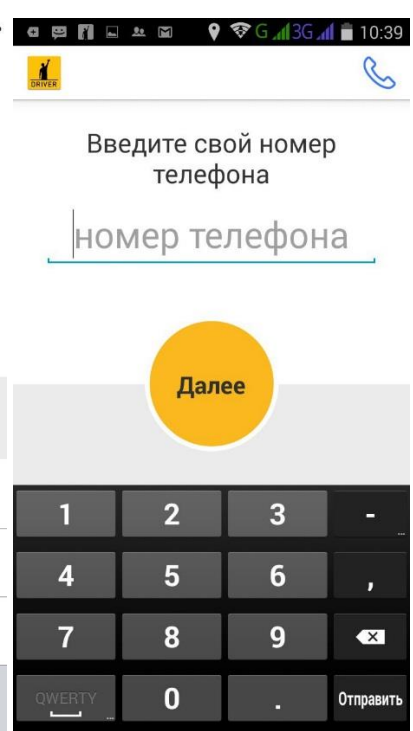 G 3G 10:39
DRIVER
Введите свой номер
телефона
номер телефона
Далее
1 2 3 -
4 5 6 ,
7 8 9
QWERTY 0 . Отправить